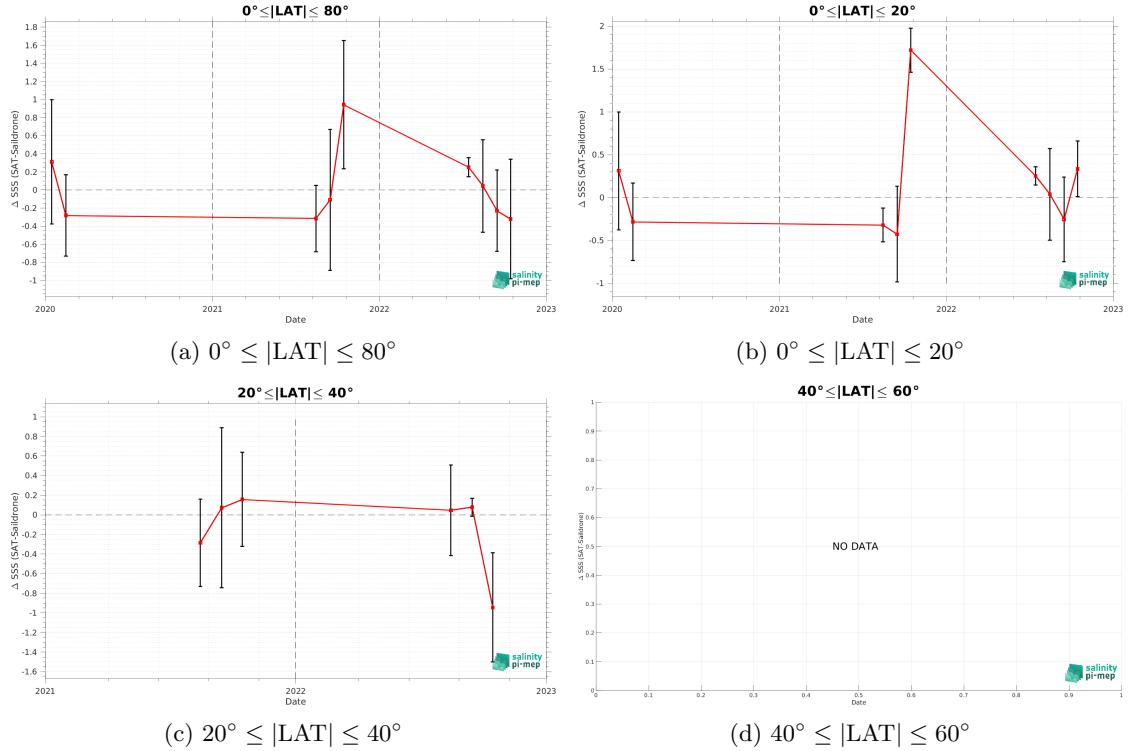 0°≤|LAT|≤ 80°
Δ SSS (SAT-Saildrone)
1.8
1.6
1.4
1.2
1
0.8
0.6
0.4
0.2
0
-0.2
-0.4
-0.6
-0.8
-1
2020 2021 2022 2023
Date
salinity
pi-mep
(a) 0° ≤ |LAT| ≤ 80°
0°≤|LAT|≤ 20°
Δ SSS (SAT-Saildrone)
2
1.5
1
0.5
0
-0.5
-1
2020 2021 2022 2023
Date
salinity
pi-mep
(b) 0° ≤ |LAT| ≤ 20°
20°≤|LAT|≤ 40°
Δ SSS (SAT-Saildrone)
1
0.8
0.6
0.4
0.2
0
-0.2
-0.4
-0.6
-0.8
-1
-1.2
-1.4
-1.6
2021 2022 2023
Date
salinity
pi-mep
(c) 20° ≤ |LAT| ≤ 40°
40°≤|LAT|≤ 60°
Δ SSS (SAT-Saildrone)
1
0.9
0.8
0.7
0.6
0.5
0.4
0.3
0.2
0.1
0
NO DATA
0 0.1 0.2 0.3 0.4 0.5 0.6 0.7 0.8 0.9 1
Date
salinity
pi-mep
(d) 40° ≤ |LAT| ≤ 60°